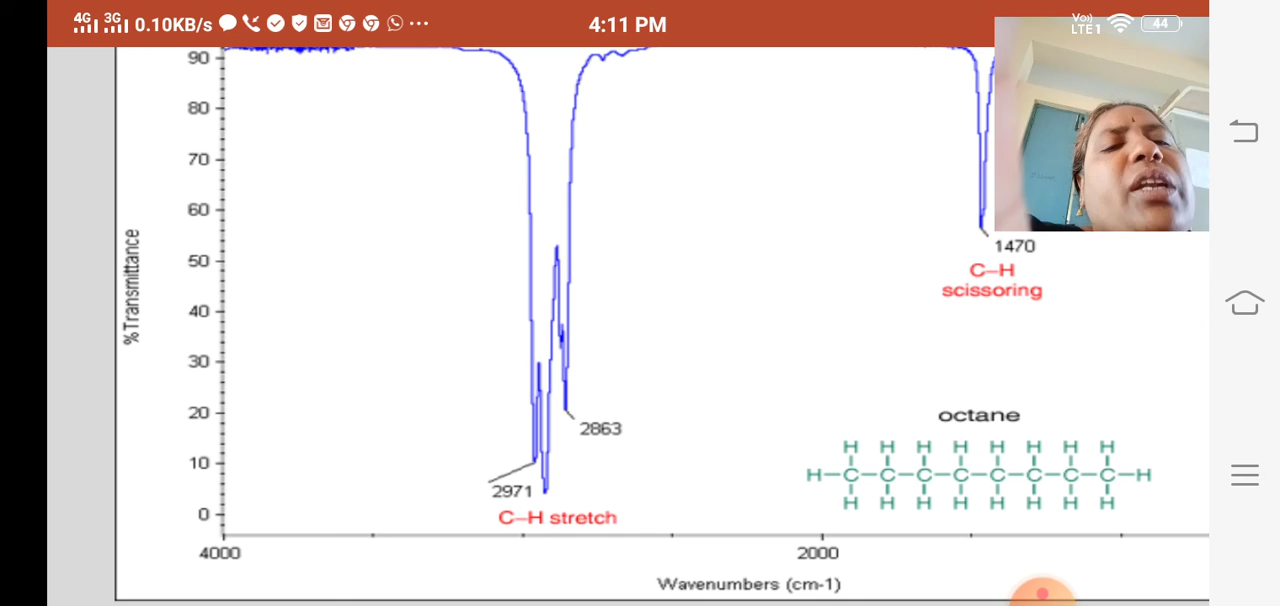 4G 3G 0.10KB/s 4:11 PM Vo)) LTE1 44
90
80
70
60
50
40
30
20
10
0
%Transmittance
2971
2863
C–H stretch
1470
C–H
scissoring
octane
H H H H H H H H
H–C–C–C–C–C–C–C–C–H
H H H H H H H H
4000 2000
Wavenumbers (cm-1)